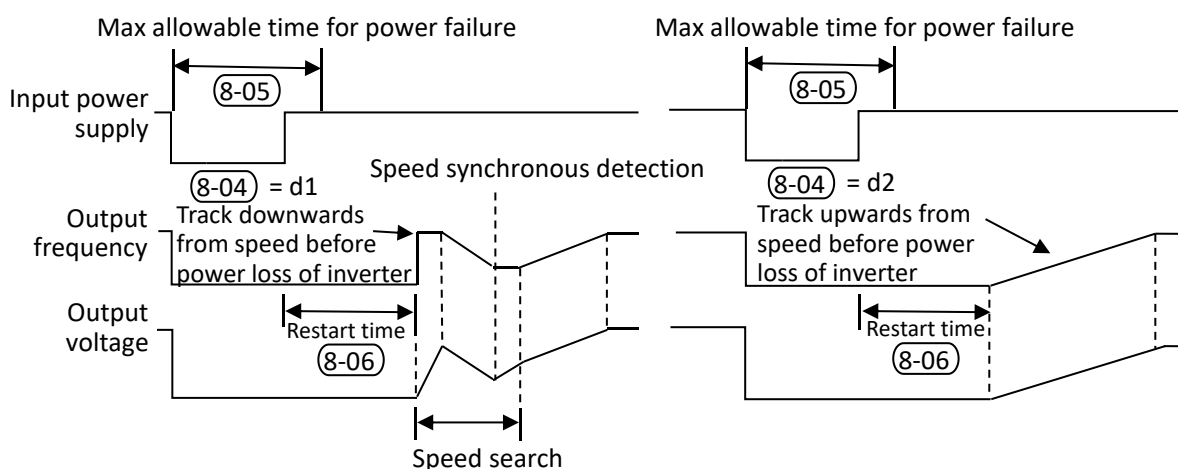 Max allowable time for power failure
8-05
Input power
supply
8-04 = d1
Speed synchronous detection
Output
frequency
Track downwards
from speed before
power loss of inverter
Output
voltage
Restart time
8-06
Speed search
Max allowable time for power failure
8-05
8-04 = d2
Track upwards from
speed before power
loss of inverter
Restart time
8-06